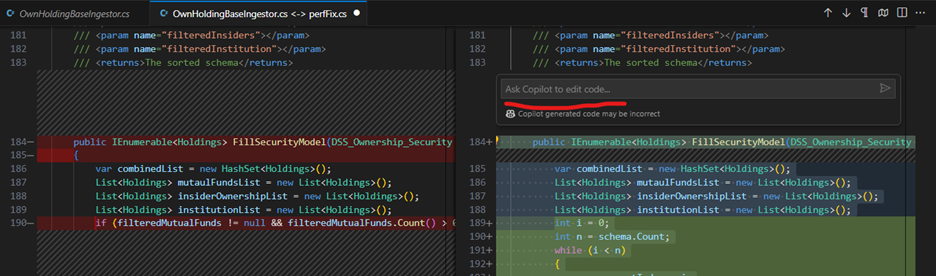 OwnHoldingBaseIngestor.cs
OwnHoldingBaseIngestor.cs <-> perfFix.cs
181 /// <param name="filteredInsiders"></param>
182 /// <param name="filteredInstitution"></param>
183 /// <returns>The sorted schema</returns>
184— public IEnumerable<Holdings> FillSecurityModel(DSS_Ownership_Security
185— {
186 var combinedList = new HashSet<Holdings>();
187 List<Holdings> mutaulFundsList = new List<Holdings>();
188 List<Holdings> insiderOwnershipList = new List<Holdings>();
189 List<Holdings> institutionList = new List<Holdings>();
190— if (filteredMutualFunds != null && filteredMutualFunds.Count() >
181 /// <param name="filteredInsiders"></param>
182 /// <param name="filteredInstitution"></param>
183 /// <returns>The sorted schema</returns>
Ask Copilot to edit code...
Copilot generated code may be incorrect
184+ public IEnumerable<Holdings> FillSecurityModel(DSS_Ownership_Security
185 var combinedList = new HashSet<Holdings>();
186 List<Holdings> mutaulFundsList = new List<Holdings>();
187 List<Holdings> insiderOwnershipList = new List<Holdings>();
188 List<Holdings> institutionList = new List<Holdings>();
189+ int i = 0;
190+ int n = schema.Count;
191+ while (i < n)
192+ {